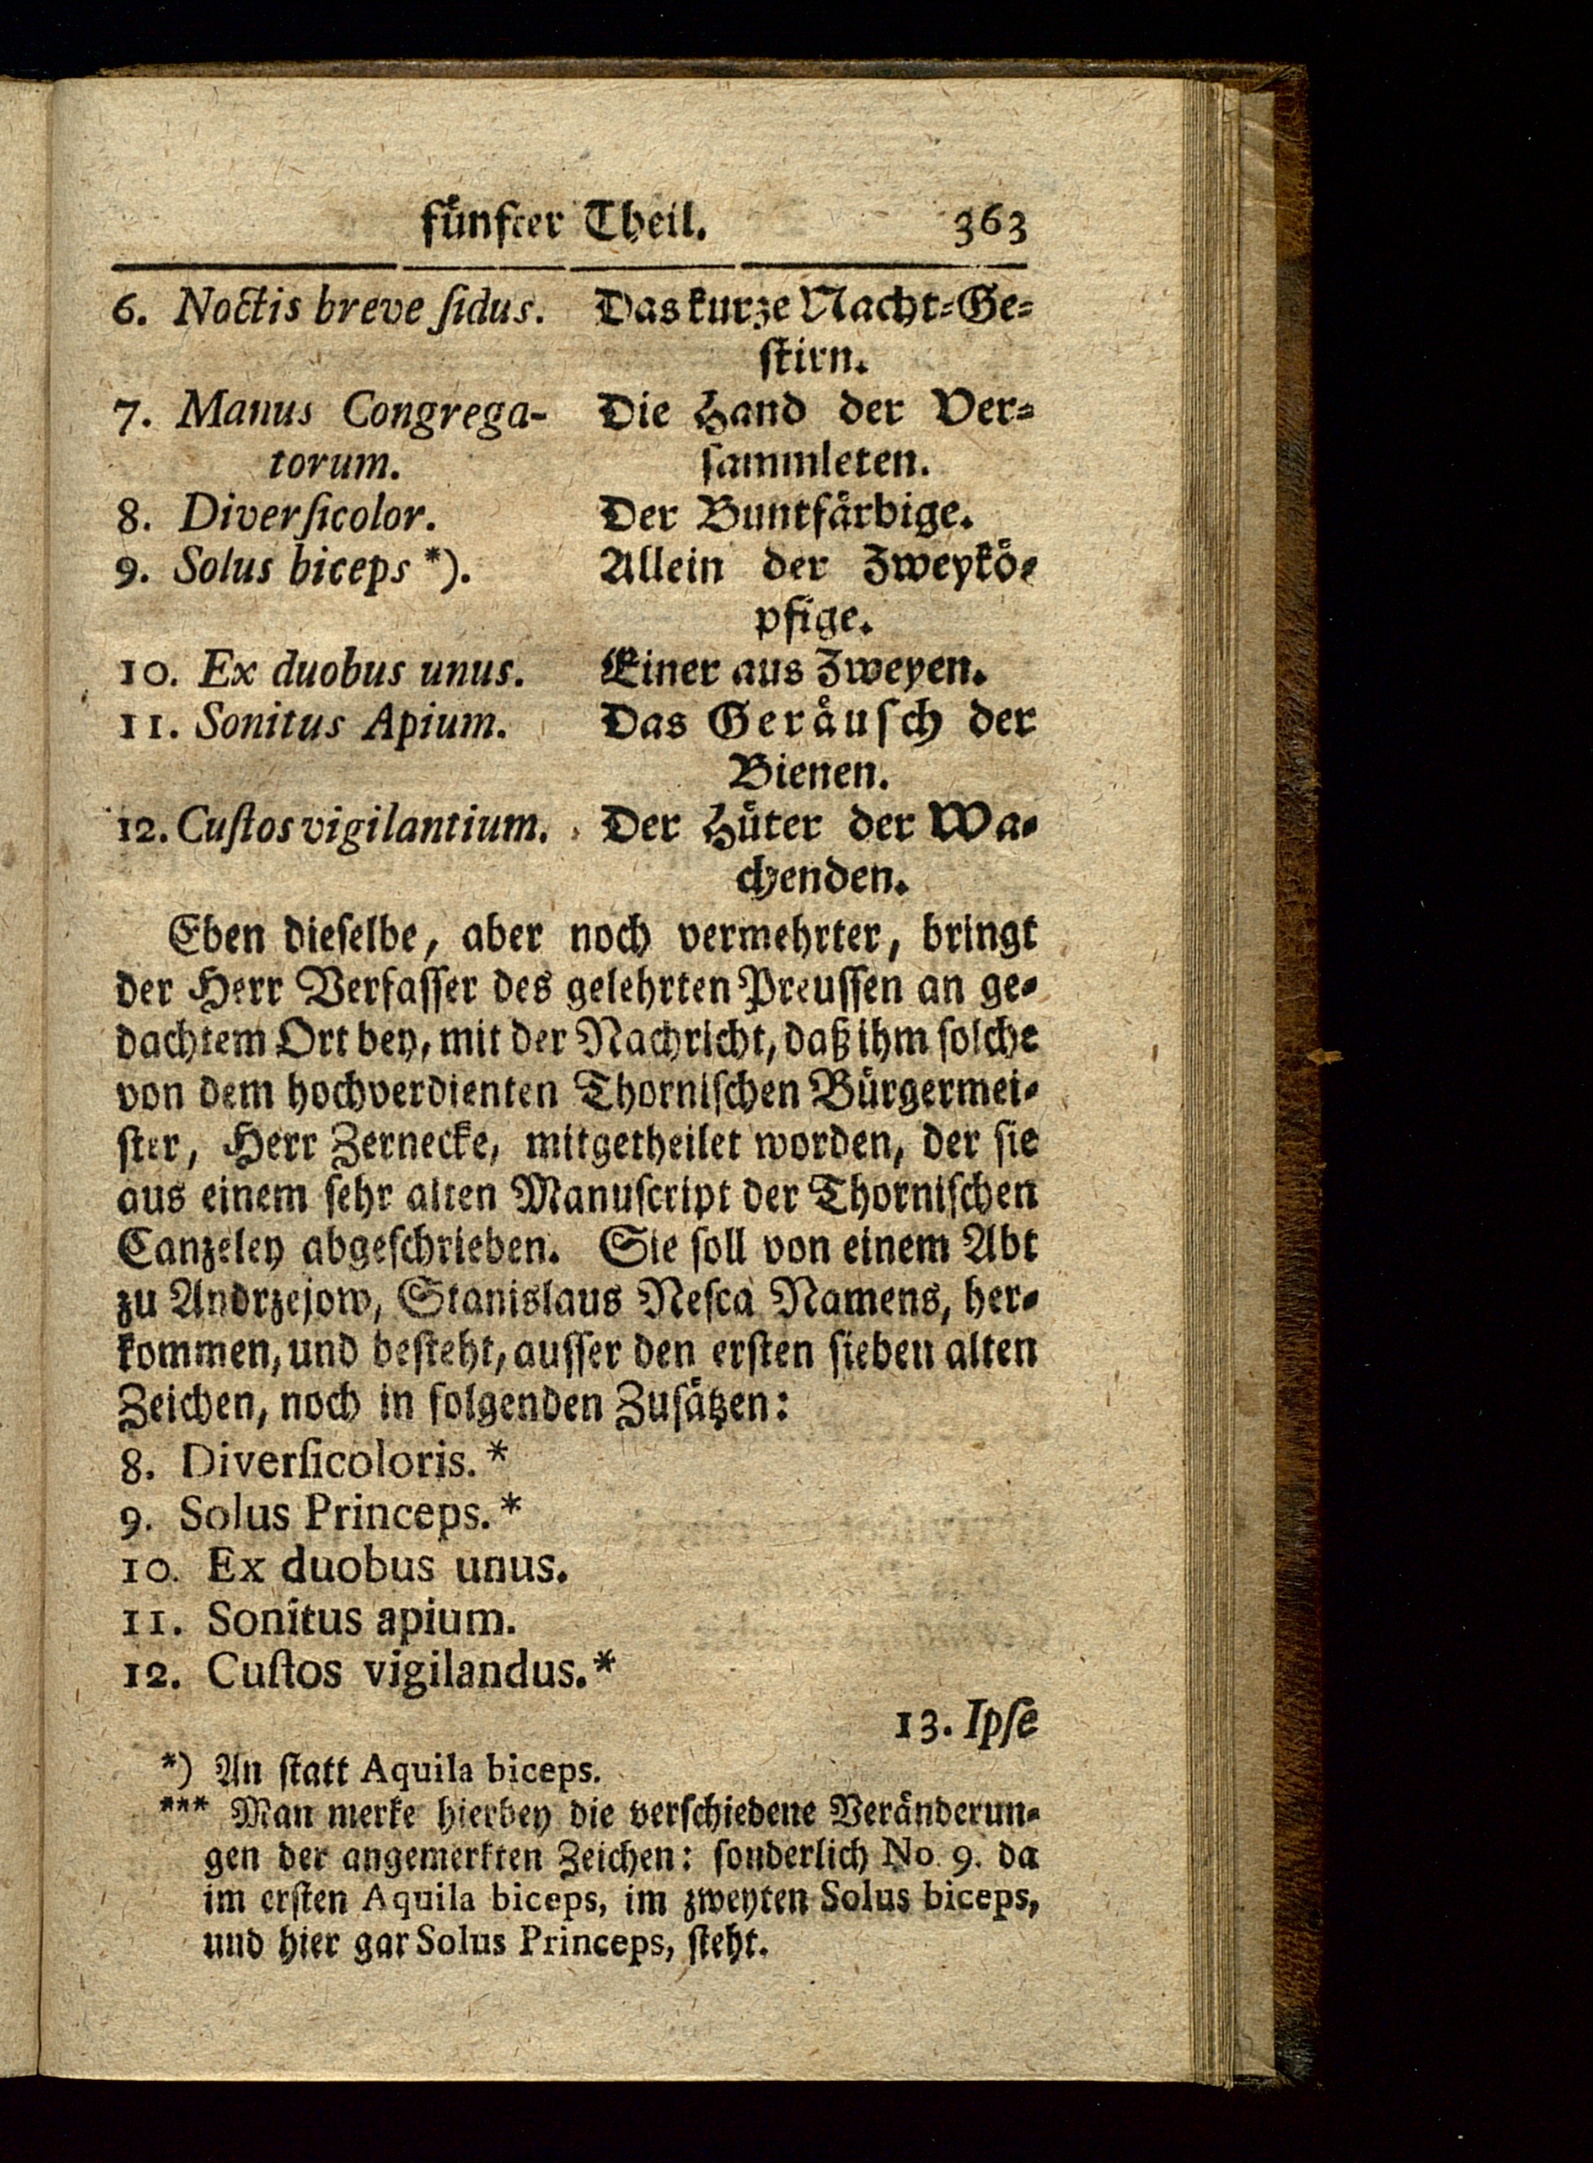 fünfter Theil. 363
6. Noctis breve ſidus. Das kurze Nacht-Ge-
ſtirn.
7. Manus Congrega- Die Hand der Ver-
torum. ſammleten.
8. Diverſicolor. Der Buntfärbige.
9. Solus biceps *). Allein der Zweykö-
pfige.
10. Ex duobus unus. Einer aus Zweyen.
11. Sonitus Apium. Das Geräuſch der
Bienen.
12. Cuſtos vigilantium. Der Hüter der Wa-
chenden.
Eben dieſelbe, aber noch vermehrter, bringt
der Herr Verfaſſer des gelehrten Preuſſen an ge-
dachtem Ort bey, mit der Nachricht, daß ihm ſolche
von dem hochverdienten Thorniſchen Bürgermei-
ſter, Herr Zernecke, mitgetheilet worden, der ſie
aus einem ſehr alten Manuſcript der Thorniſchen
Canzeley abgeſchrieben. Sie ſoll von einem Abt
zu Andrzejow, Stanislaus Reſca Namens, her-
kommen, und beſteht, auſſer den erſten ſieben alten
Zeichen, noch in folgenden Zuſätzen:
8. Diverſicoloris. *
9. Solus Princeps. *
10. Ex duobus unus.
11. Sonitus apium.
12. Cuſtos vigilandus. *
13. Ipſe
*) An ſtatt Aquila biceps.
*** Man merke hierbey die verſchiedene Veränderun-
gen der angemerkten Zeichen: ſonderlich No. 9. da
im erſten Aquila biceps, im zweyten Solus biceps,
und hier gar Solus Princeps, ſteht.